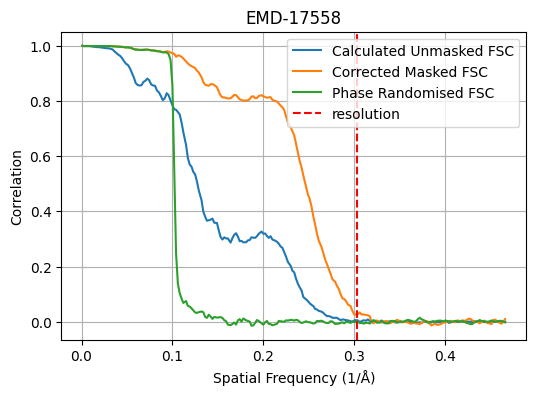 EMD-17558
Calculated Unmasked FSC
Corrected Masked FSC
Phase Randomised FSC
resolution
Correlation
1.0
0.8
0.6
0.4
0.2
0.0
0.0 0.1 0.2 0.3 0.4
Spatial Frequency (1/Å)